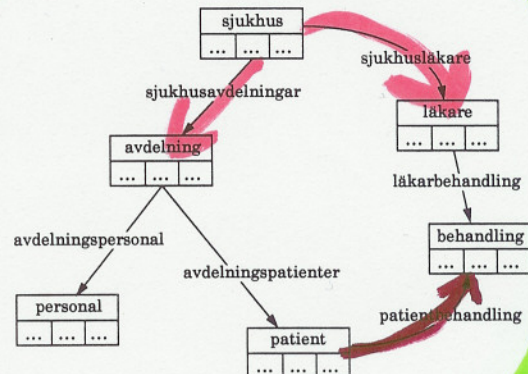 sjukhus
... ... ...
sjukhusläkare
sjukhusavdelningar
läkare
... ... ...
avdelning
... ... ...
läkarbehandling
avdelningspersonal
behandling
... ... ...
avdelningspatienter
personal
... ... ...
patientbehandling
patient
... ... ...